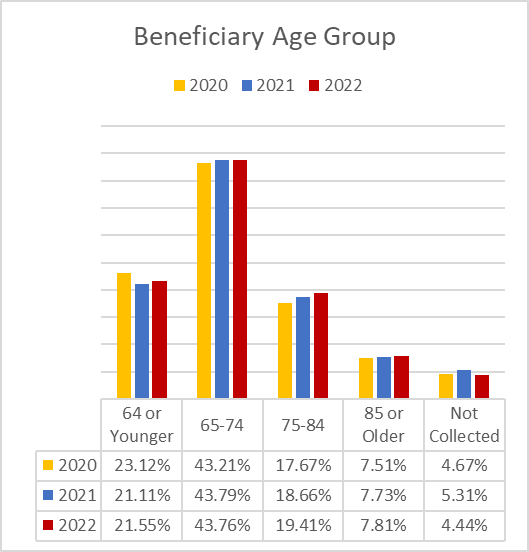 Beneficiary Age Group
2020 2021 2022
64 or Younger 65-74 75-84 85 or Older Not Collected
2020 23.12% 43.21% 17.67% 7.51% 4.67%
2021 21.11% 43.79% 18.66% 7.73% 5.31%
2022 21.55% 43.76% 19.41% 7.81% 4.44%